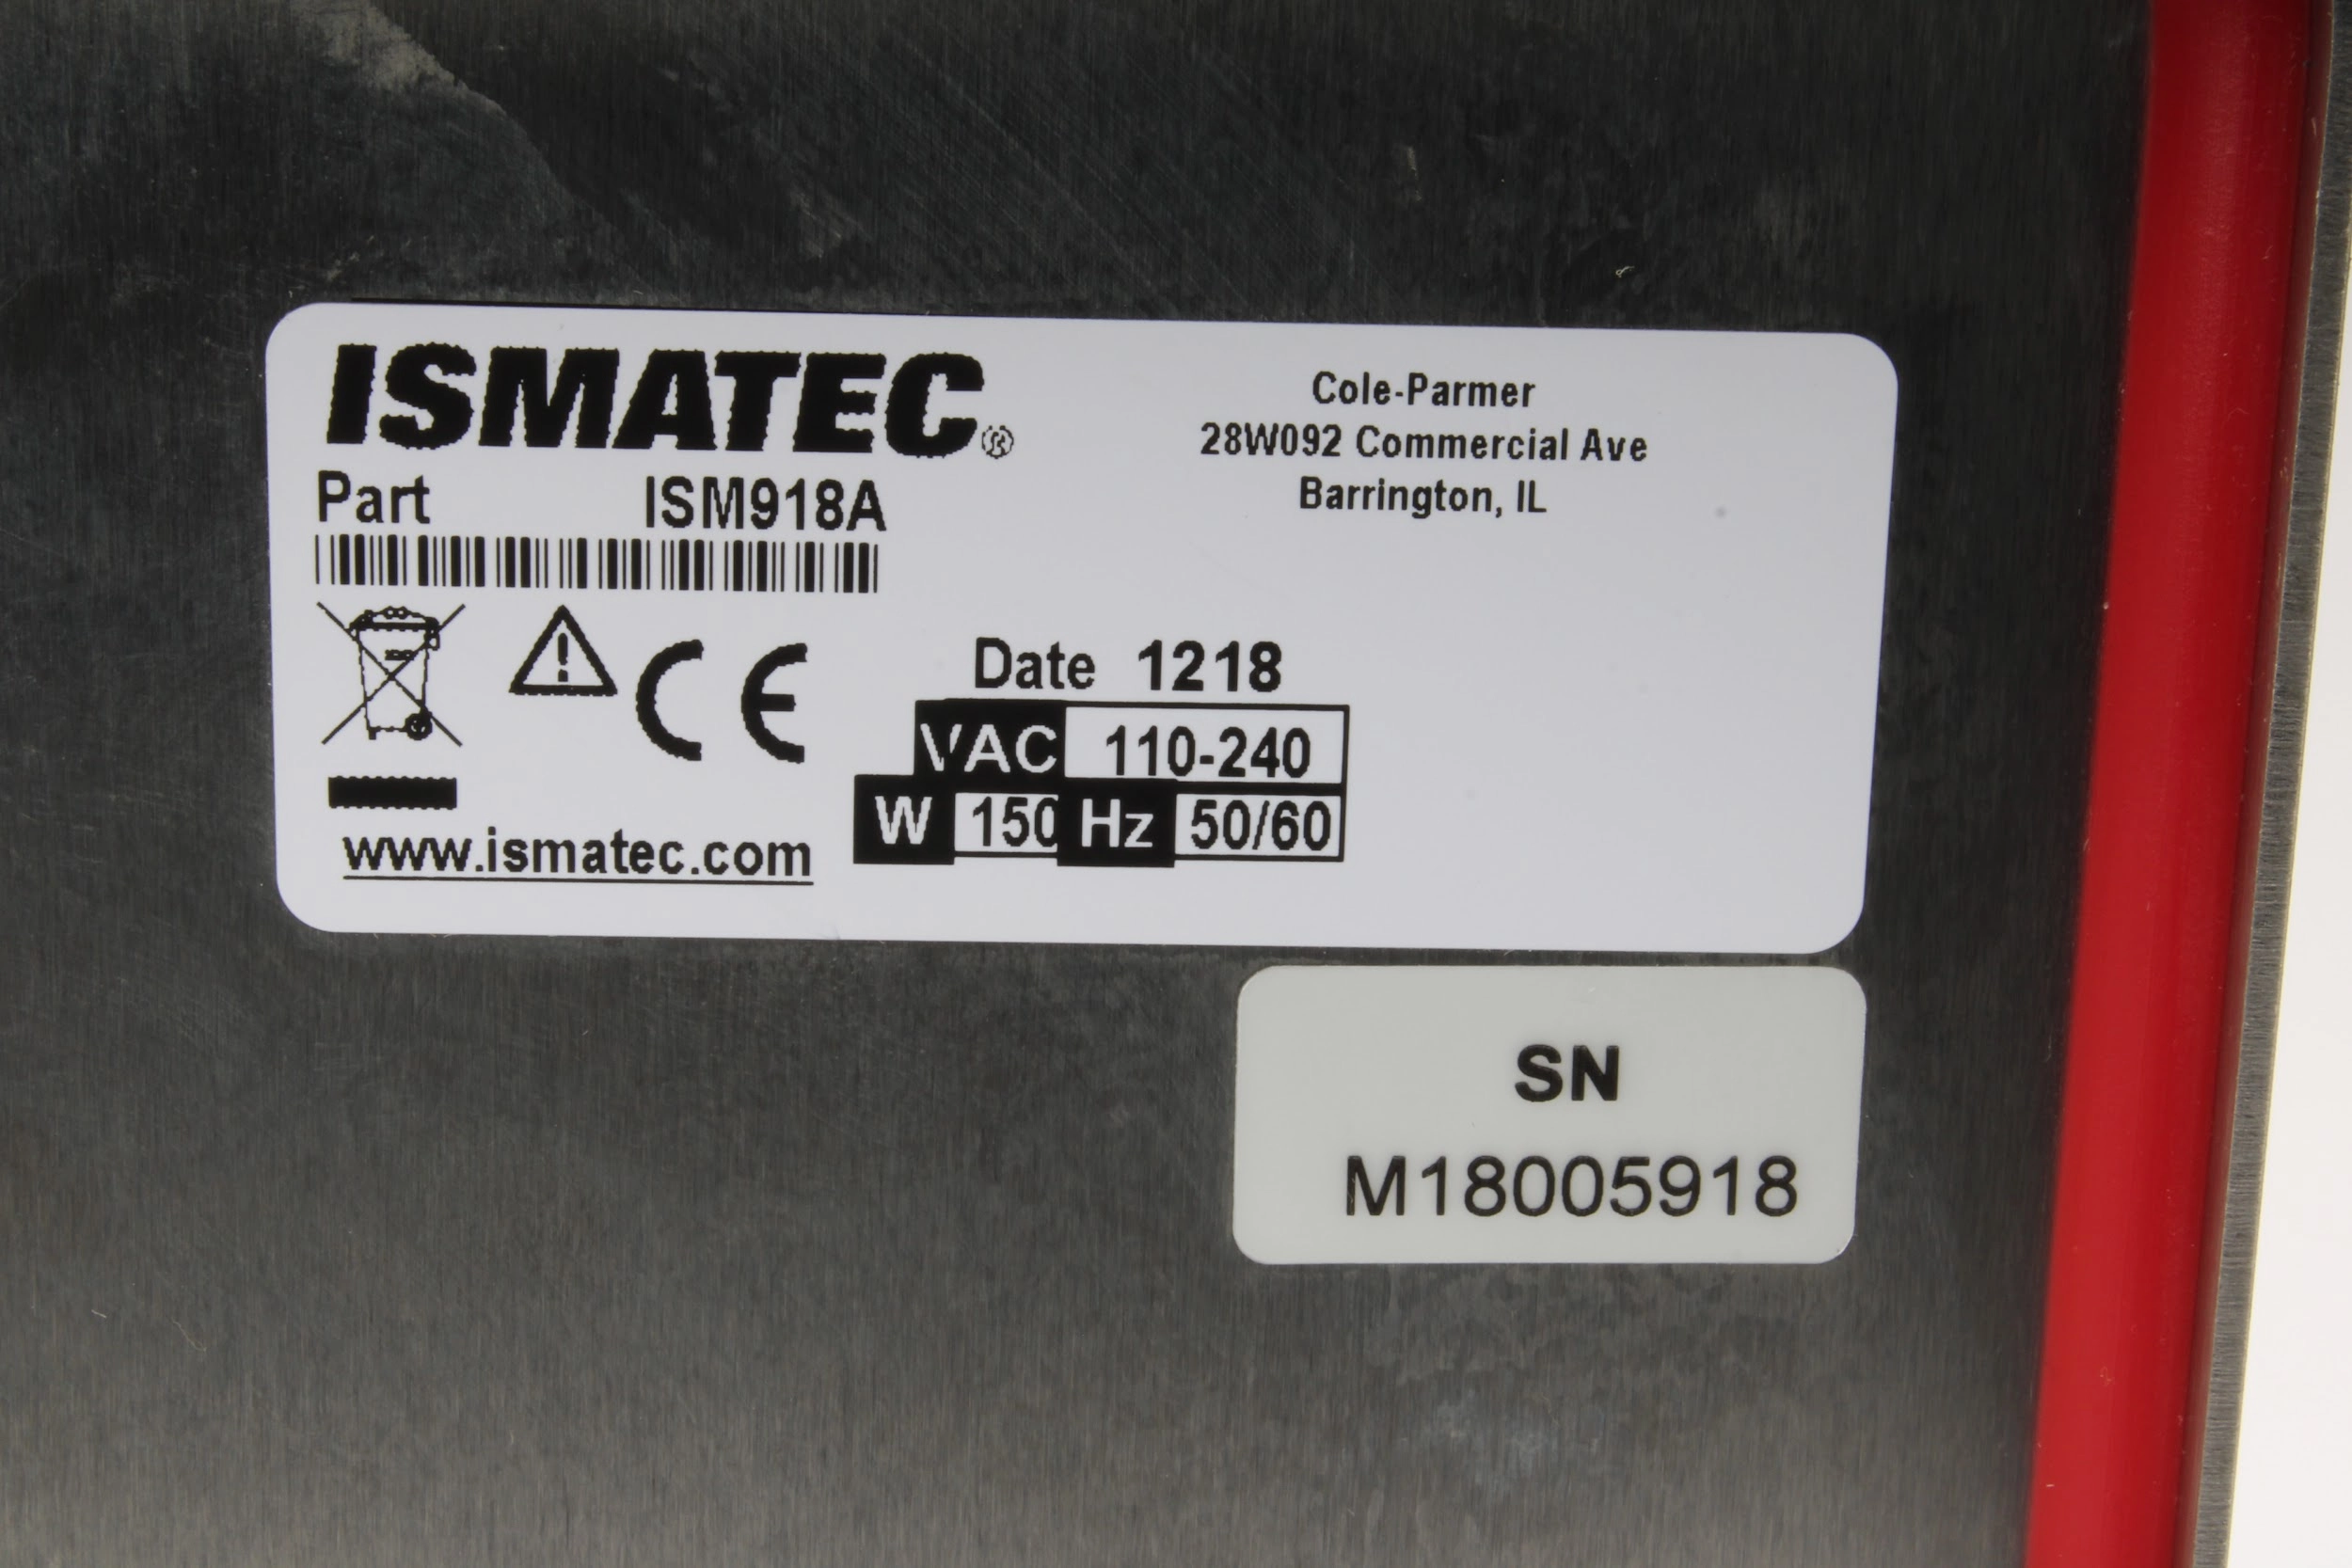 ISMATEC®
Cole-Parmer
28W092 Commercial Ave
Barrington, IL
Part ISM918A
CE
Date 1218
VAC 110-240
W 150 Hz 50/60
www.ismatec.com
SN
M18005918